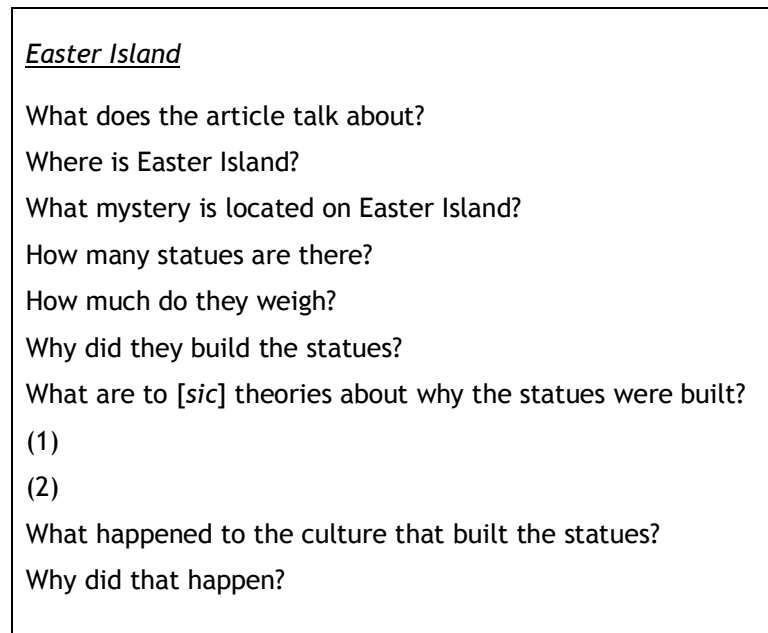 Easter Island
What does the article talk about?
Where is Easter Island?
What mystery is located on Easter Island?
How many statues are there?
How much do they weigh?
Why did they build the statues?
What are to [sic] theories about why the statues were built?
(1)
(2)
What happened to the culture that built the statues?
Why did that happen?